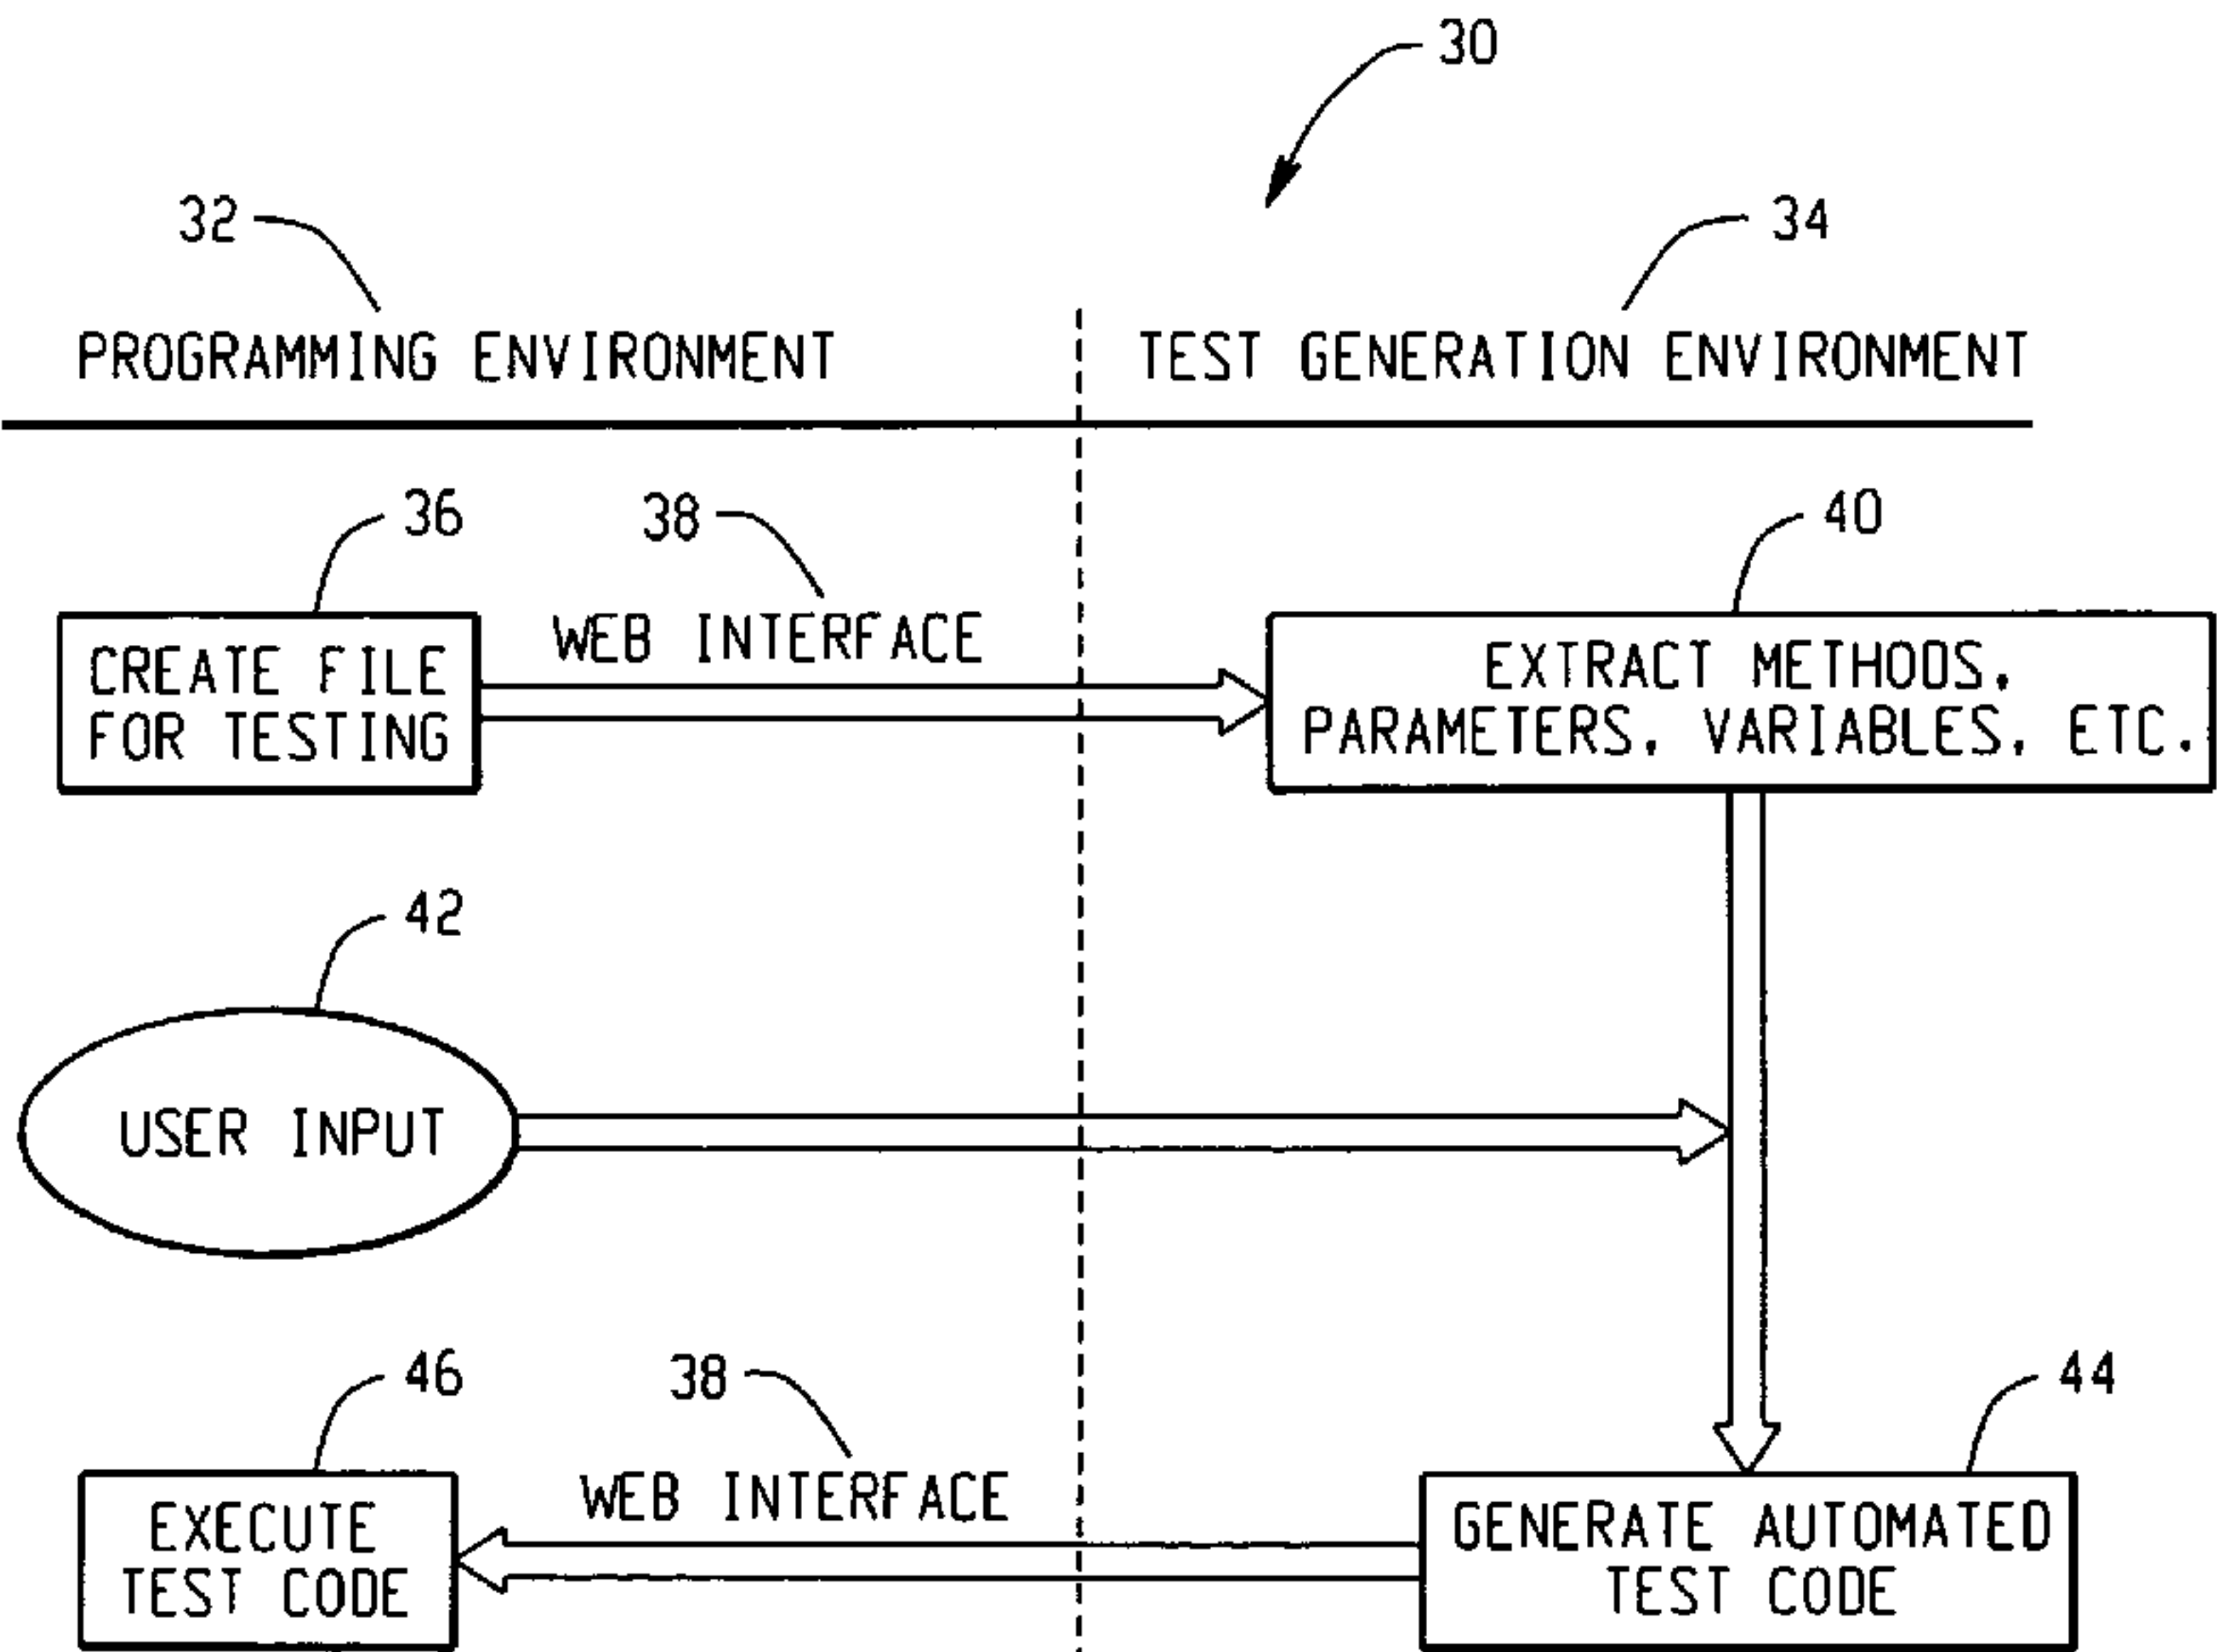 30
32
34
PROGRAMMING ENVIRONMENT
TEST GENERATION ENVIRONMENT
36
38
40
CREATE FILE
FOR TESTING
WEB INTERFACE
EXTRACT METHODS,
PARAMETERS, VARIABLES, ETC.
42
USER INPUT
46
38
44
EXECUTE
TEST CODE
WEB INTERFACE
GENERATE AUTOMATED
TEST CODE